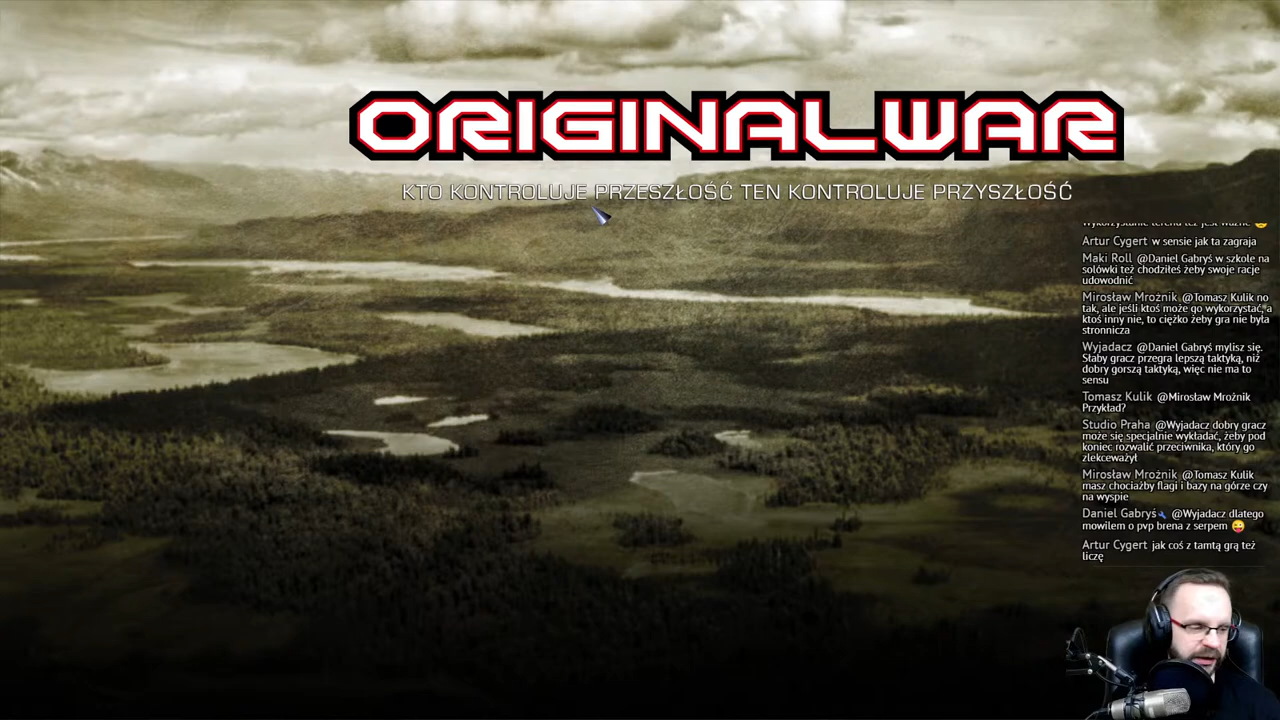 ORIGINALWAR
KTO KONTROLUJE PRZESZŁOŚĆ TEN KONTROLUJE PRZYSZŁOŚĆ
Wykorzystanie terenu też jest ważne
Artur Cygert w sensie jak ta zagraja
Maki Roll @Daniel Gabryś w szkole na
solówki też chodziłeś żeby swoje racje
udowodnić
Mirosław Mroźnik @Tomasz Kulik no
tak, ale jeśli ktoś może go wykorzystać,a
ktoś inny nie, to ciężko żeby gra nie była
stronnicza
Wyjadacz @Daniel Gabryś mylisz się.
Słaby gracz przegra lepszą taktyką, niż
dobry gorszą taktyką, więc nie ma to
sensu
Tomasz Kulik @Mirosław Mroźnik
Przykład?
Studio Praha @Wyjadacz dobry gracz
może się specjalnie wykładać, żeby pod
koniec rozwalić przeciwnika, który go
zlekceważył
Mirosław Mroźnik @Tomasz Kulik
masz chociażby flagi i bazy na górze czy
na wyspie
Daniel Gabryś @Wyjadacz dlatego
mowilem o pvp brena z serpem 😜
Artur Cygert jak coś z tamtą grą też
liczę